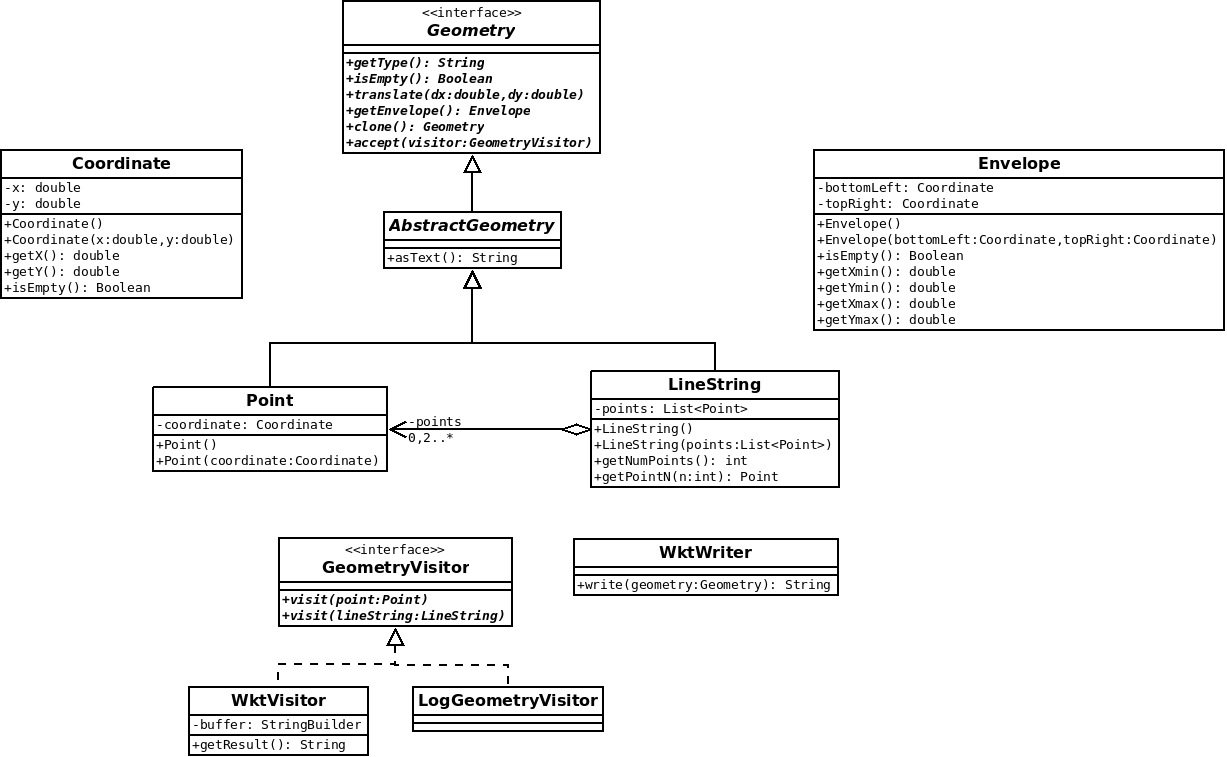 <<interface>>
Geometry
+getType(): String
+isEmpty(): Boolean
+translate(dx:double,dy:double)
+getEnvelope(): Envelope
+clone(): Geometry
+accept(visitor:GeometryVisitor)
Coordinate
-x: double
-y: double
+Coordinate()
+Coordinate(x:double,y:double)
+getX(): double
+getY(): double
+isEmpty(): Boolean
Envelope
-bottomLeft: Coordinate
-topRight: Coordinate
+Envelope()
+Envelope(bottomLeft:Coordinate,topRight:Coordinate)
+isEmpty(): Boolean
+getXmin(): double
+getYmin(): double
+getXmax(): double
+getYmax(): double
AbstractGeometry
+asText(): String
Point
-coordinate: Coordinate
+Point()
+Point(coordinate:Coordinate)
-points
0,2..*
LineString
-points: List<Point>
+LineString()
+LineString(points:List<Point>)
+getNumPoints(): int
+getPointN(n:int): Point
<<interface>>
GeometryVisitor
+visit(point:Point)
+visit(lineString:LineString)
WktWriter
+write(geometry:Geometry): String
WktVisitor
-buffer: StringBuilder
+getResult(): String
LogGeometryVisitor